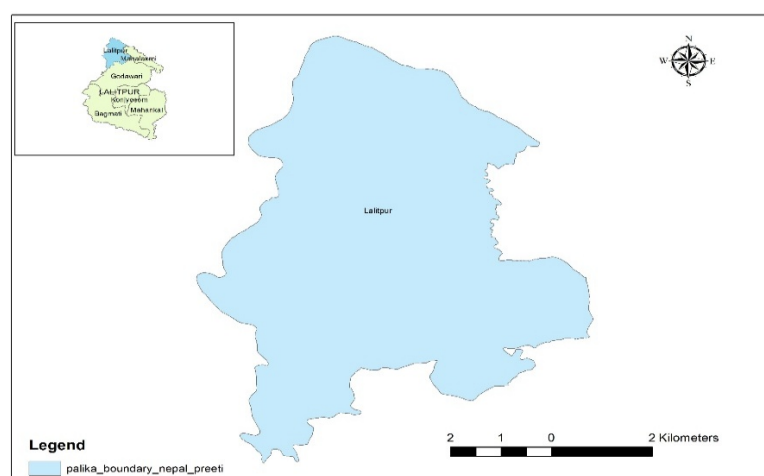 Lalitpur
Mahalaxmi
Godawari
LALITPUR
Konjyosom
Bagmati
Mahankal
N
W E
S
Lalitpur
2 1 0 2 Kilometers
Legend
palika_boundary_nepal_preeti